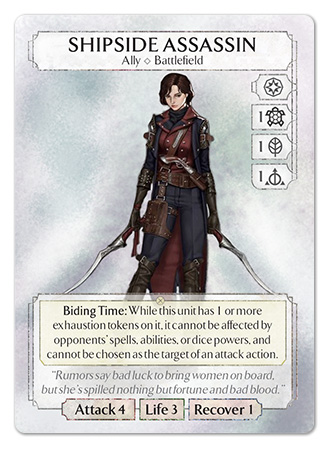 SHIPSIDE ASSASSIN
Ally ◇ Battlefield
1
1
1
Biding Time: While this unit has 1 or more
exhaustion tokens on it, it cannot be affected by
opponents' spells, abilities, or dice powers, and
cannot be chosen as the target of an attack action.
"Rumors say bad luck to bring women on board,
but she's spilled nothing but fortune and bad blood."
Attack 4 Life 3 Recover 1